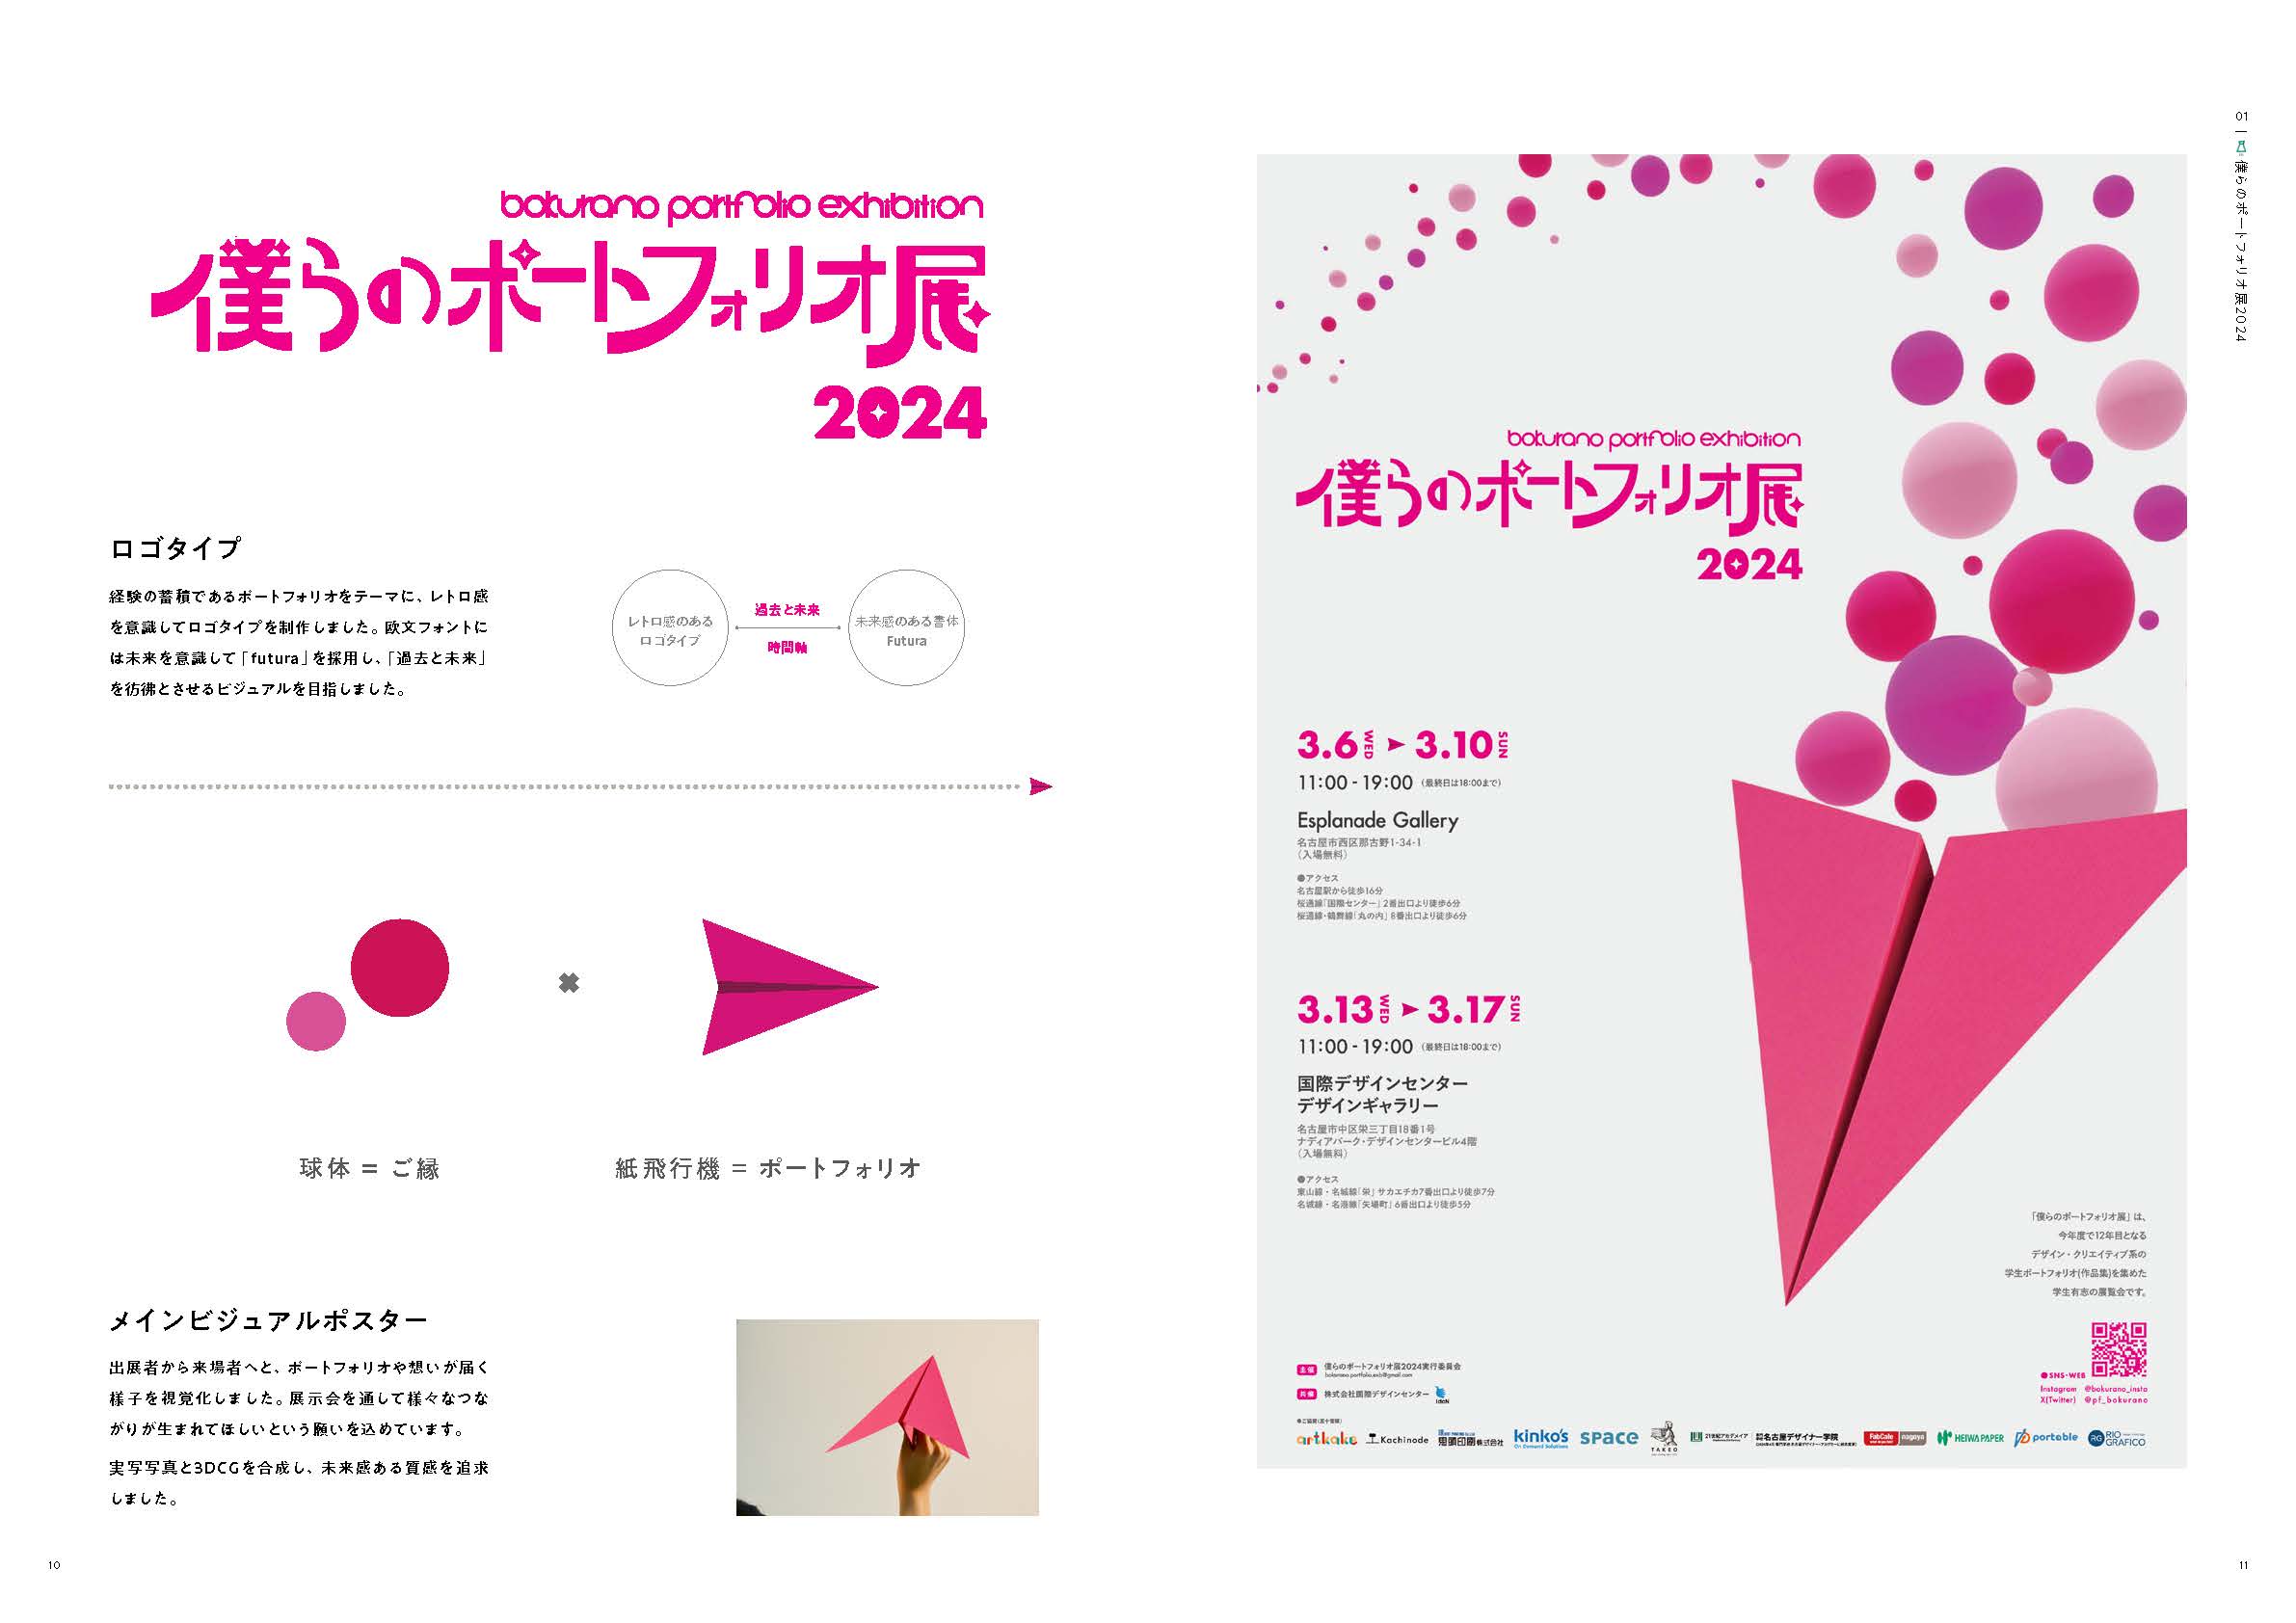 bokurano portfolio exhibition
僕らのポートフォリオ展
2024
ロゴタイプ
経験の蓄積であるポートフォリオをテーマに、レトロ感
を意識してロゴタイプを制作しました。欧文フォントに
は未来を意識して「futura」を採用し、「過去と未来」
を彷彿とさせるビジュアルを目指しました。
レトロ感のある
ロゴタイプ
過去と未来
時間軸
未来感のある書体
Futura
球体 = ご縁
紙飛行機 = ポートフォリオ
メインビジュアルポスター
出展者から来場者へと、ポートフォリオや想いが届く
様子を視覚化しました。展示会を通して様々なつな
がりが生まれてほしいという願いを込めています。
実写写真と3DCGを合成し、未来感ある質感を追求
しました。
10
bokurano portfolio exhibition
僕らのポートフォリオ展
2024
3.6 WED ▶ 3.10 SUN
11:00 - 19:00 (最終日は18:00まで)
Esplanade Gallery
名古屋市西区那古野1-34-1
(入場無料)
●アクセス
名古屋駅から徒歩16分
桜通線「国際センター」2番出口より徒歩6分
桜通線・鶴舞線「丸の内」8番出口より徒歩6分
3.13 WED ▶ 3.17 SUN
11:00 - 19:00 (最終日は18:00まで)
国際デザインセンター
デザインギャラリー
名古屋市中区栄三丁目18番1号
ナディアパーク・デザインセンタービル4階
(入場無料)
●アクセス
東山線・名城線「栄」サカエチカ7番出口より徒歩7分
名城線・名港線「矢場町」6番出口より徒歩5分
「僕らのポートフォリオ展」は、
今年度で12年目となる
デザイン・クリエイティブ系の
学生ポートフォリオ(作品集)を集めた
学生有志の展覧会です。
●SNS・WEB
Instagram @bokurano_insta
X(Twitter) @pf_bokurano
主催 僕らのポートフォリオ展2024実行委員会
bokurano.portfolio.exb@gmail.com
共催 株式会社国際デザインセンター
artkake Kachinode 鬼頭印刷株式会社 kinko's space TAKEO 名古屋デザイナー学院 FabCafe nagoya HEIWA PAPER portable RIO GRAFICO
01 | 僕らのポートフォリオ展2024
11